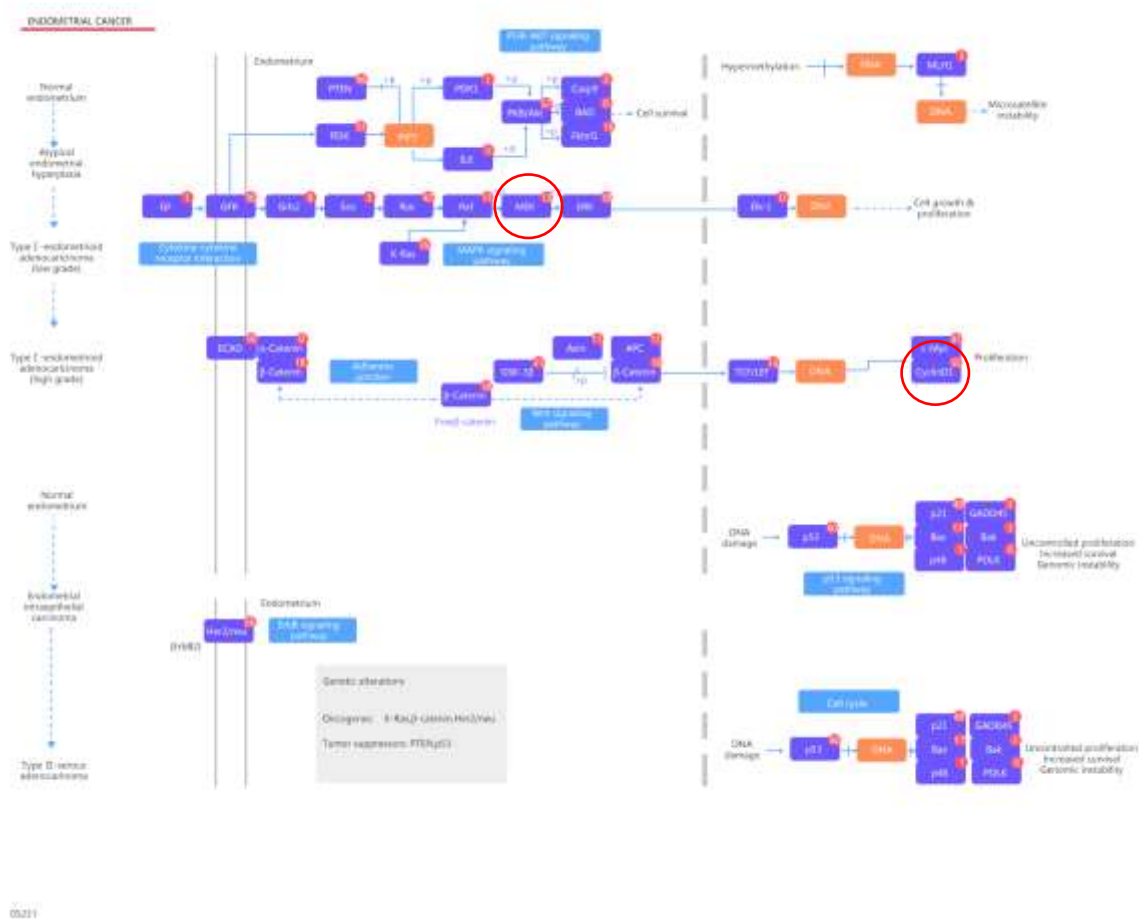 ENDOMETRIAL CANCER
PI3K-AKT signaling
pathway
Endometrium
Hypermethylation
DNA
MLH1
Normal
endometrium
PTEN
PDK1
Casp9
PKB/Akt
BAD
Cell survival
DNA
Microsatellite
instability
PI3K
PIP3
ILK
Atypical
endometrial
hyperplasia
EGF
GFR
Grb2
Sos
Ras
Raf
MEK
ERK
Elk-1
DNA
Cell growth &
proliferation
Type I -endometrioid
adenocarcinoma
(low grade)
Cytokine-cytokine
receptor interaction
K-Ras
MAPK signaling
pathway
Type I -endometrioid
adenocarcinoma
(high grade)
ECAD
α-Catenin
β-Catenin
Adherens
junction
Axin
APC
GSK-3β
β-Catenin
TCF/LEF
DNA
c-Myc
CyclinD1
Proliferation
β-Catenin
Free β-catenin
Wnt signaling
pathway
Normal
endometrium
DNA
damage
p53
DNA
p21
GADD45
Bax
Bak
p48
POLK
Uncontrolled proliferation
Increased survival
Genomic instability
p53 signaling
pathway
Endometrial
intraepithelial
carcinoma
Endometrium
Her2/neu
ErbB signaling
pathway
(ErbB2)
Genetic alterations
Oncogenes: K-Ras,β-catenin,Her2/neu
Tumor suppressors: PTEN,p53
Cell cycle
DNA
damage
p53
DNA
p21
GADD45
Bax
Bak
p48
POLK
Uncontrolled proliferation
Increased survival
Genomic instability
Type II-serous
adenocarcinoma
05213